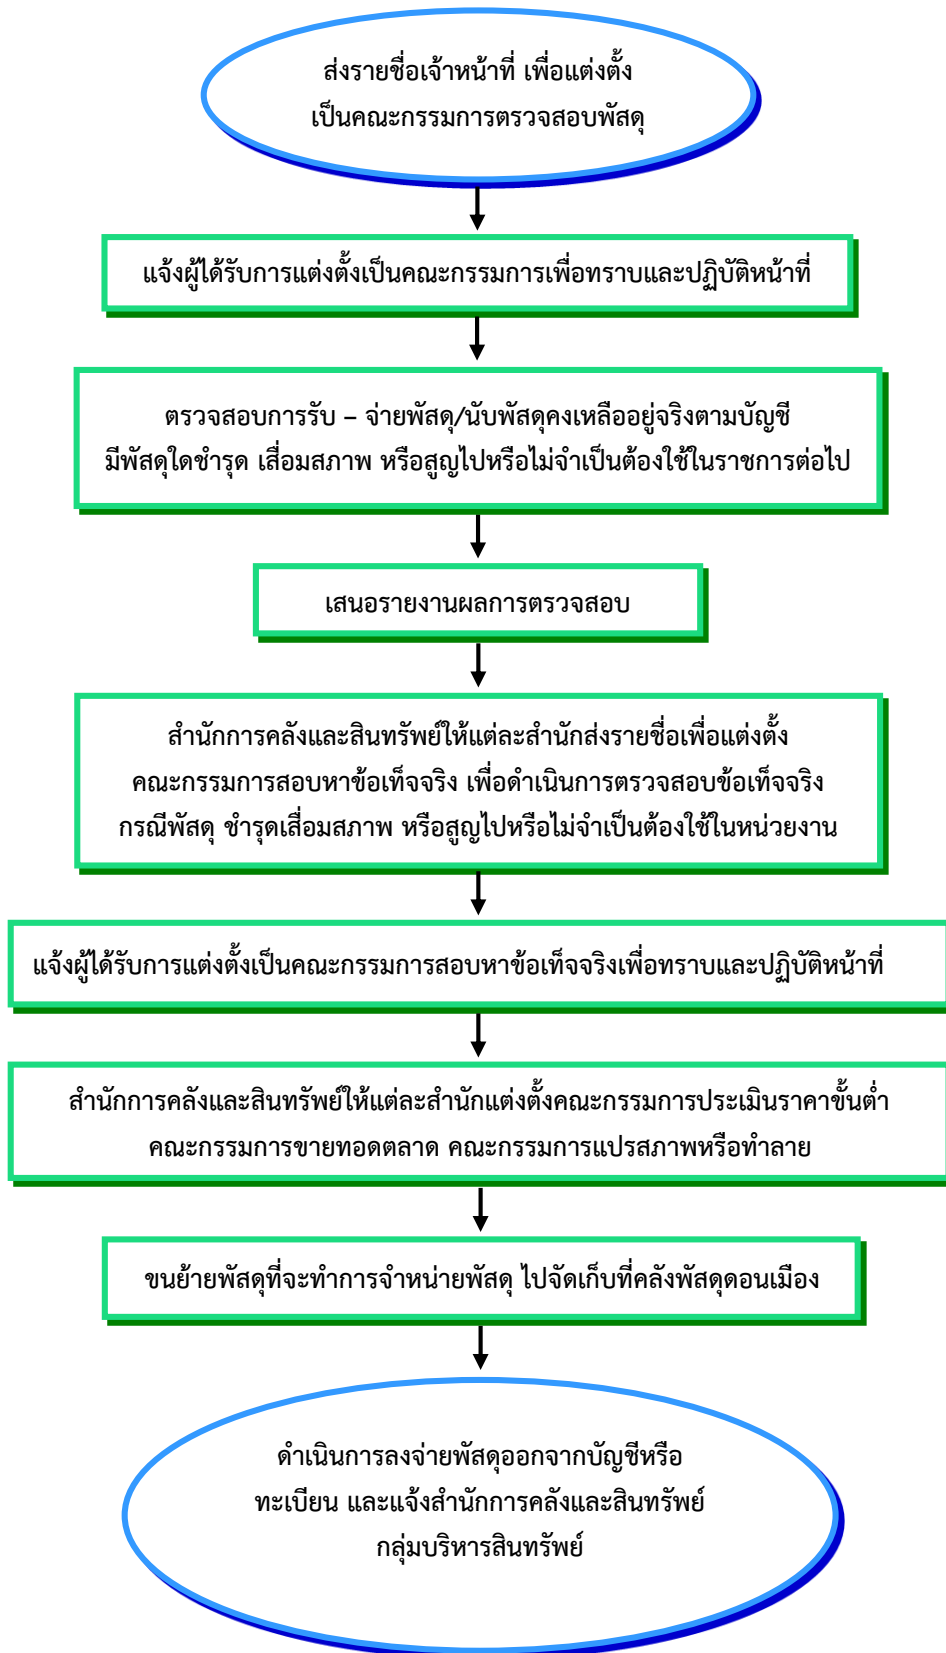 ส่งรายชื่อเจ้าหน้าที่ เพื่อแต่งตั้ง
เป็นคณะกรรมการตรวจสอบพัสดุ
แจ้งผู้ได้รับการแต่งตั้งเป็นคณะกรรมการเพื่อทราบและปฏิบัติหน้าที่
ตรวจสอบการรับ – จ่ายพัสดุ/นับพัสดุคงเหลืออยู่จริงตามบัญชี
มีพัสดุใดชำรุด เสื่อมสภาพ หรือสูญไปหรือไม่จำเป็นต้องใช้ในราชการต่อไป
เสนอรายงานผลการตรวจสอบ
สำนักการคลังและสินทรัพย์ให้แต่ละสำนักส่งรายชื่อเพื่อแต่งตั้ง
คณะกรรมการสอบหาข้อเท็จจริง เพื่อดำเนินการตรวจสอบข้อเท็จจริง
กรณีพัสดุ ชำรุดเสื่อมสภาพ หรือสูญไปหรือไม่จำเป็นต้องใช้ในหน่วยงาน
แจ้งผู้ได้รับการแต่งตั้งเป็นคณะกรรมการสอบหาข้อเท็จจริงเพื่อทราบและปฏิบัติหน้าที่
สำนักการคลังและสินทรัพย์ให้แต่ละสำนักแต่งตั้งคณะกรรมการประเมินราคาขั้นต่ำ
คณะกรรมการขายทอดตลาด คณะกรรมการแปรสภาพหรือทำลาย
ขนย้ายพัสดุที่จะทำการจำหน่ายพัสดุ ไปจัดเก็บที่คลังพัสดุดอนเมือง
ดำเนินการลงจ่ายพัสดุออกจากบัญชีหรือ
ทะเบียน และแจ้งสำนักการคลังและสินทรัพย์
กลุ่มบริหารสินทรัพย์